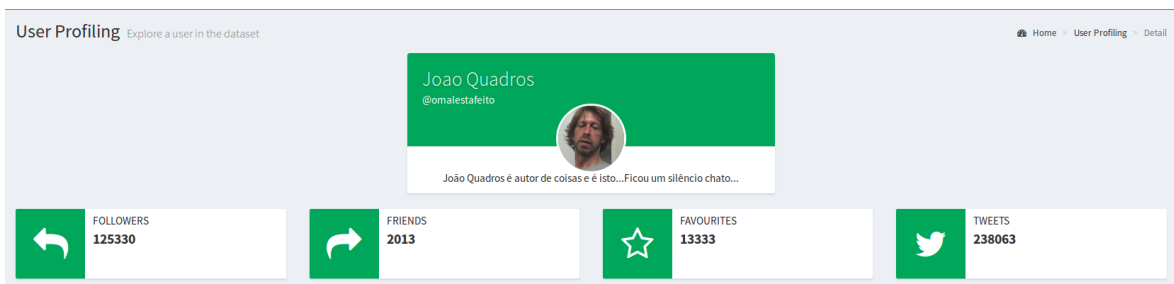 User Profiling Explore a user in the dataset
Home > User Profiling > Detail
Joao Quadros
@omalestafeito
João Quadros é autor de coisas e é isto...Ficou um silêncio chato...
FOLLOWERS
125330
FRIENDS
2013
FAVOURITES
13333
TWEETS
238063